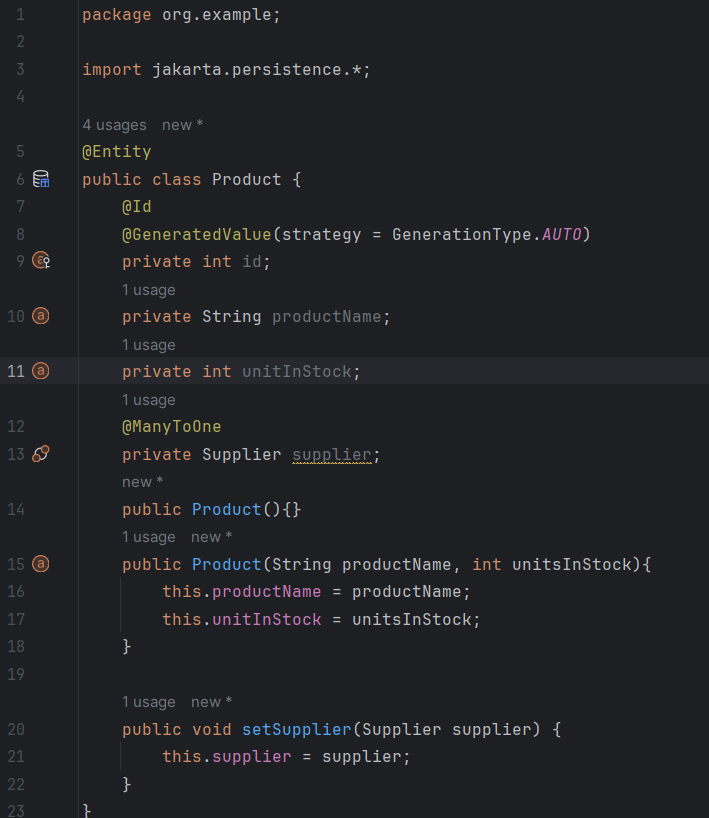 1 package org.example;
2
3 import jakarta.persistence.*;
4
4 usages new *
5 @Entity
6 public class Product {
7 @Id
8 @GeneratedValue(strategy = GenerationType.AUTO)
9 private int id;
1 usage
10 private String productName;
1 usage
11 private int unitInStock;
1 usage
12 @ManyToOne
13 private Supplier supplier;
new *
14 public Product(){}
1 usage new *
15 public Product(String productName, int unitsInStock){
16 this.productName = productName;
17 this.unitInStock = unitsInStock;
18 }
19
1 usage new *
20 public void setSupplier(Supplier supplier) {
21 this.supplier = supplier;
22 }
23 }